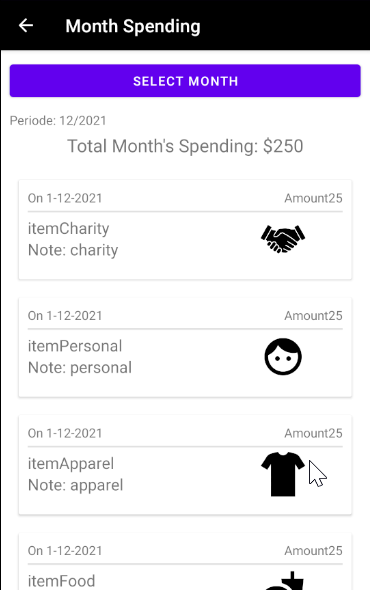 Month Spending
SELECT MONTH
Periode: 12/2021
Total Month's Spending: $250
On 1-12-2021 Amount25
itemCharity
Note: charity
On 1-12-2021 Amount25
itemPersonal
Note: personal
On 1-12-2021 Amount25
itemApparel
Note: apparel
On 1-12-2021 Amount25
itemFood